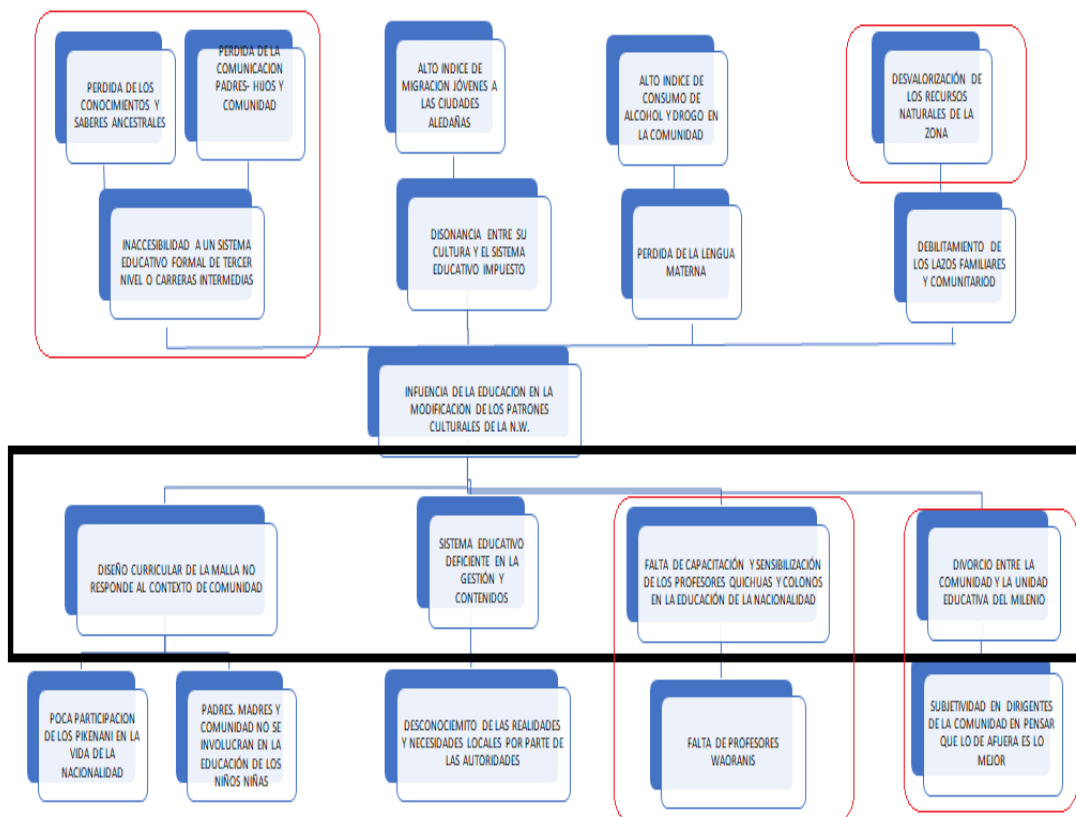 PERDIDA DE LOS
CONOCIMIENTOS Y
SABERES ANCESTRALES
PERDIDA DE LA
COMUNICACION
PADRES- HIJOS Y
COMUNIDAD
ALTO INDICE DE
MIGRACION JÓVENES A
LAS CIUDADES
ALEDAÑAS
ALTO INDICE DE
CONSUMO DE
ALCOHOL Y DROGO EN
LA COMUNIDAD
DESVALORIZACIÓN DE
LOS RECURSOS
NATURALES DE LA
ZONA
INACCESIBILIDAD A UN SISTEMA
EDUCATIVO FORMAL DE TERCER
NIVEL O CARRERAS INTERMEDIAS
DISONANCIA ENTRE SU
CULTURA Y EL SISTEMA
EDUCATIVO IMPUESTO
PERDIDA DE LA LENGUA
MATERNA
DEBILITAMIENTO DE
LOS LAZOS FAMILIARES
Y COMUNITARIOD
INFUENCIA DE LA EDUCACION EN LA
MODIFICACION DE LOS PATRONES
CULTURALES DE LA N.W.
DISEÑO CURRICULAR DE LA MALLA NO
RESPONDE AL CONTEXTO DE COMUNIDAD
SISTEMA EDUCATIVO
DEFICIENTE EN LA
GESTIÓN Y
CONTENIDOS
FALTA DE CAPACITACIÓN Y SENSIBILIZACIÓN
DE LOS PROFESORES QUICHUAS Y COLONOS
EN LA EDUCACIÓN DE LA NACIONALIDAD
DIVORCIO ENTRE LA
COMUNIDAD Y LA UNIDAD
EDUCATIVA DEL MILENIO
POCA PARTICIPACION
DE LOS PIKENANI EN LA
VIDA DE LA
NACIONALIDAD
PADRES. MADRES Y
COMUNIDAD NO SE
INVOLUCRAN EN LA
EDUCACIÓN DE LOS
NIÑOS NIÑAS
DESCONOCIEMITO DE LAS REALIDADES
Y NECESIDADES LOCALES POR PARTE DE
LAS AUTORIDADES
FALTA DE PROFESORES
WAORANIS
SUBJETIVIDAD EN DIRIGENTES
DE LA COMUNIDAD EN PENSAR
QUE LO DE AFUERA ES LO
MEJOR